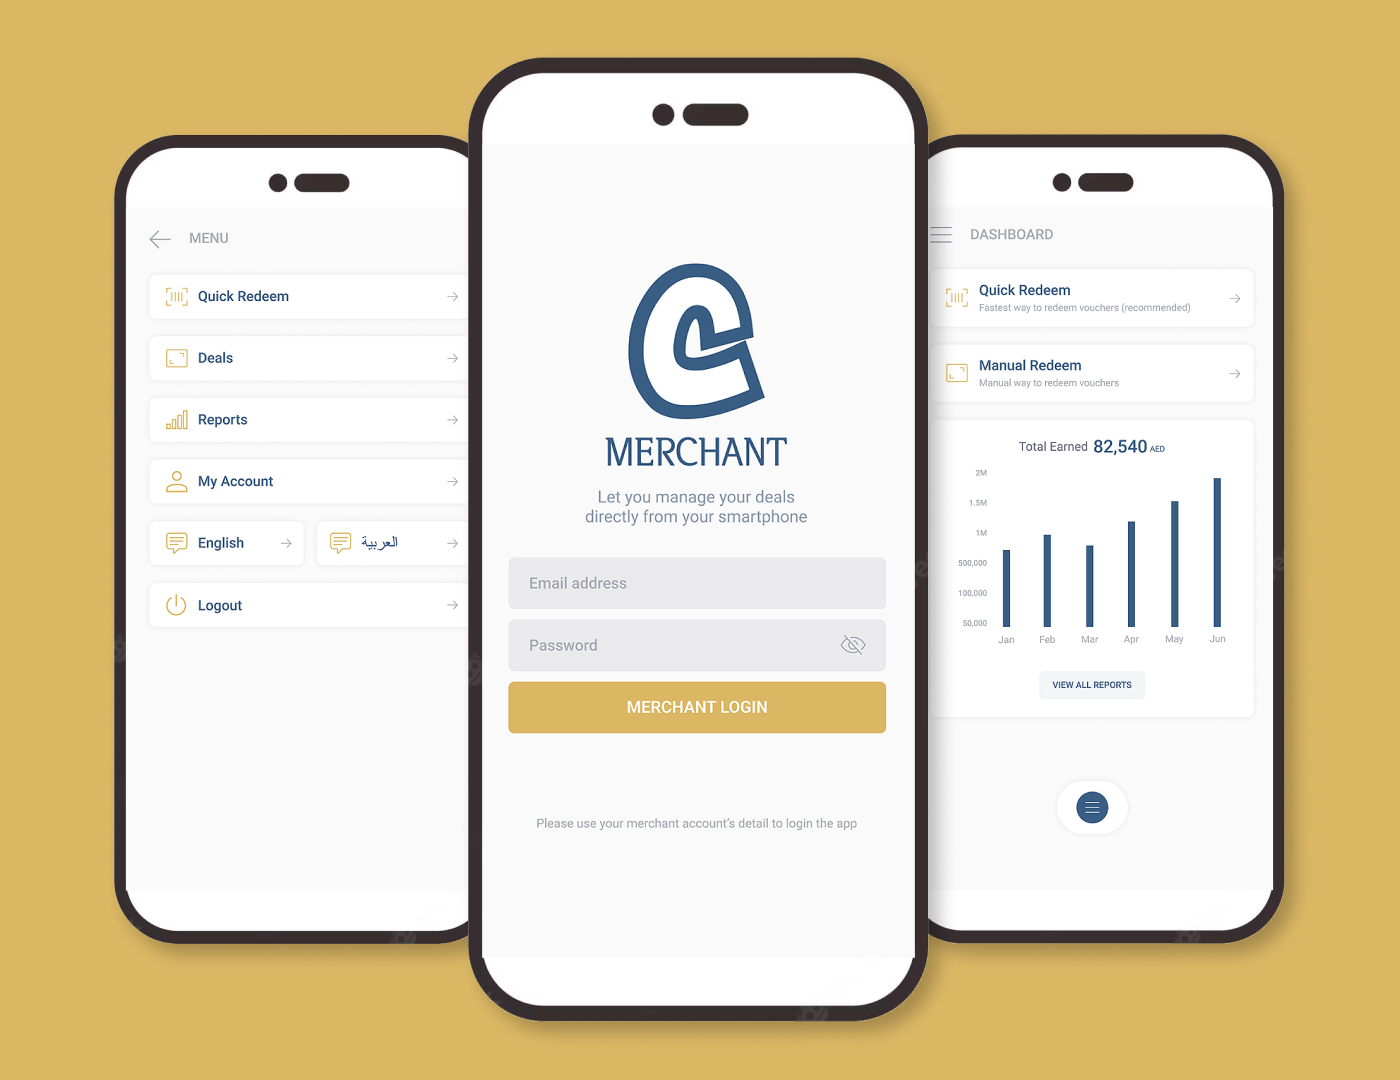 MENU
Quick Redeem
Deals
Reports
My Account
English
العربية
Logout
MERCHANT
Let you manage your deals
directly from your smartphone
Email address
Password
MERCHANT LOGIN
Please use your merchant account's detail to login the app
DASHBOARD
Quick Redeem
Fastest way to redeem vouchers (recommended)
Manual Redeem
Manual way to redeem vouchers
Total Earned 82,540 AED
2M
1.5M
1M
500,000
100,000
50,000
Jan Feb Mar Apr May Jun
VIEW ALL REPORTS